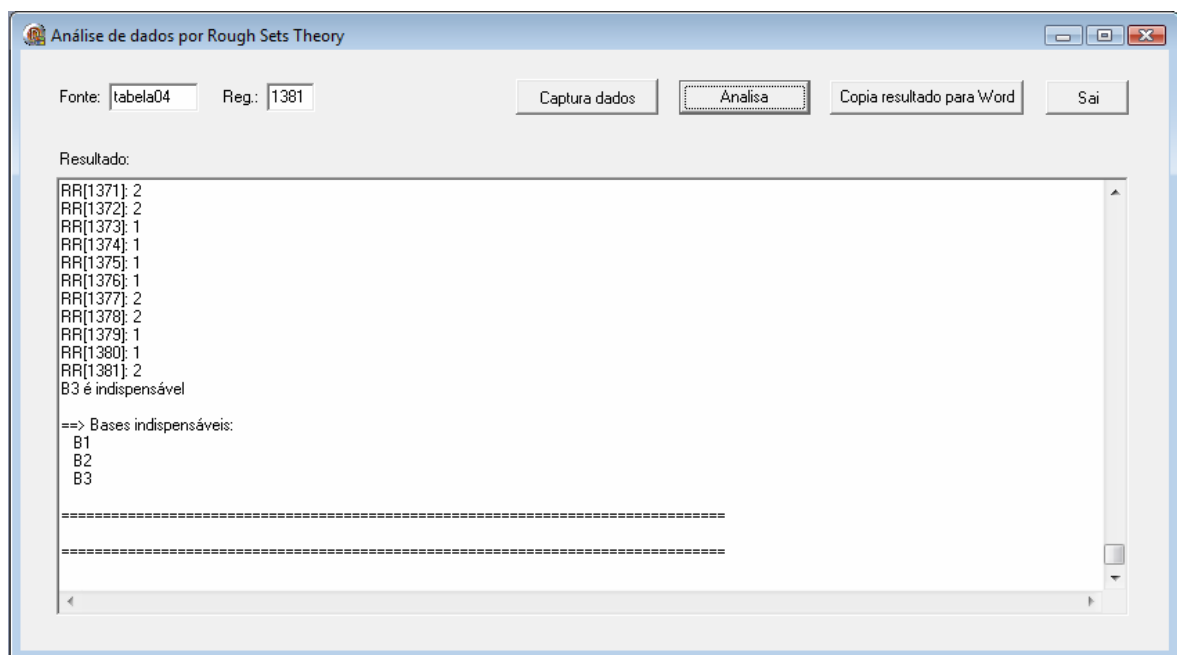 Análise de dados por Rough Sets Theory
Fonte: tabela04 Reg.: 1381 Captura dados Analisa Copia resultado para Word Sai
Resultado:
RR[1371]: 2
RR[1372]: 2
RR[1373]: 1
RR[1374]: 1
RR[1375]: 1
RR[1376]: 1
RR[1377]: 2
RR[1378]: 2
RR[1379]: 1
RR[1380]: 1
RR[1381]: 2
B3 é indispensável
==> Bases indispensáveis:
B1
B2
B3
================================================================================
================================================================================